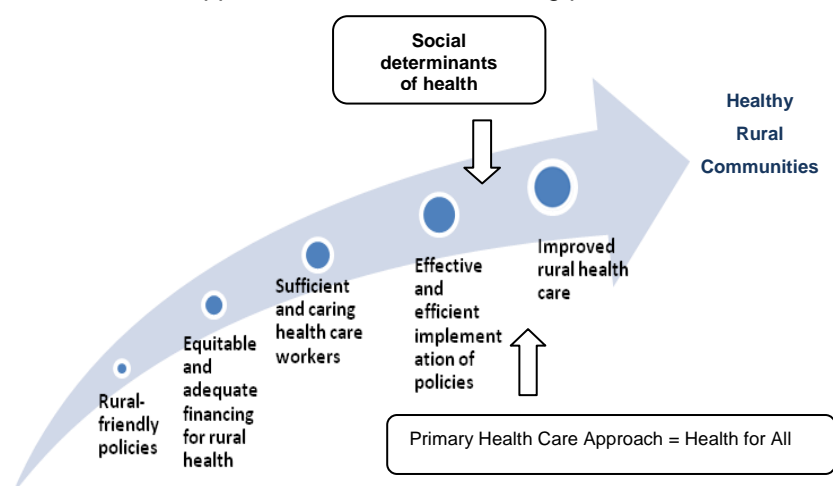 Social
determinants
of health
Healthy
Rural
Communities
Rural-
friendly
policies
Equitable
and
adequate
financing
for rural
health
Sufficient
and caring
health care
workers
Effective
and
efficient
implement
ation of
policies
Improved
rural health
care
Primary Health Care Approach = Health for All